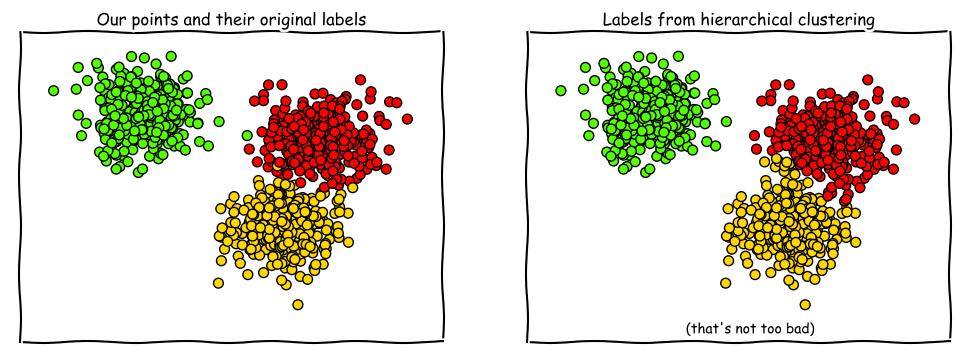 Our points and their original labels
Labels from hierarchical clustering
(that's not too bad)